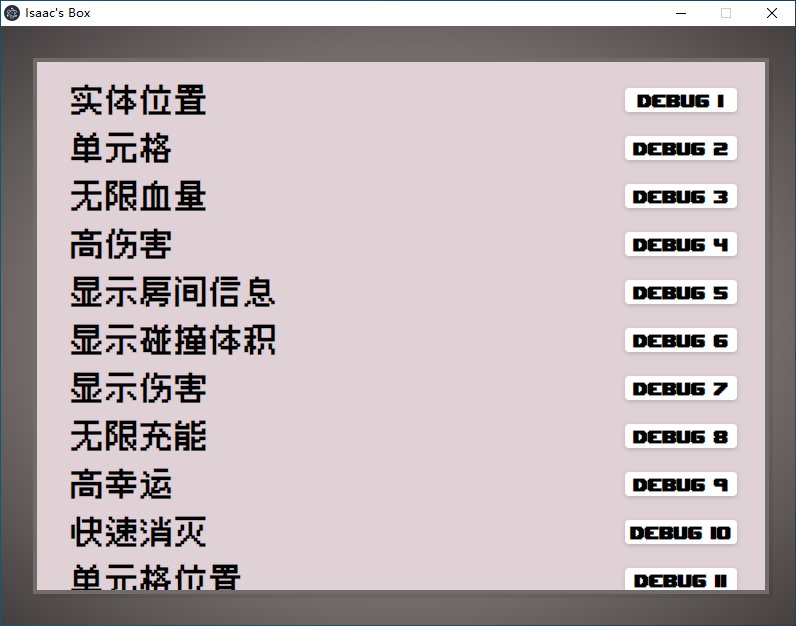 Isaac's Box
实体位置 DEBUG 1
单元格 DEBUG 2
无限血量 DEBUG 3
高伤害 DEBUG 4
显示房间信息 DEBUG 5
显示碰撞体积 DEBUG 6
显示伤害 DEBUG 7
无限充能 DEBUG 8
高幸运 DEBUG 9
快速消灭 DEBUG 10
单元格位置 DEBUG 11